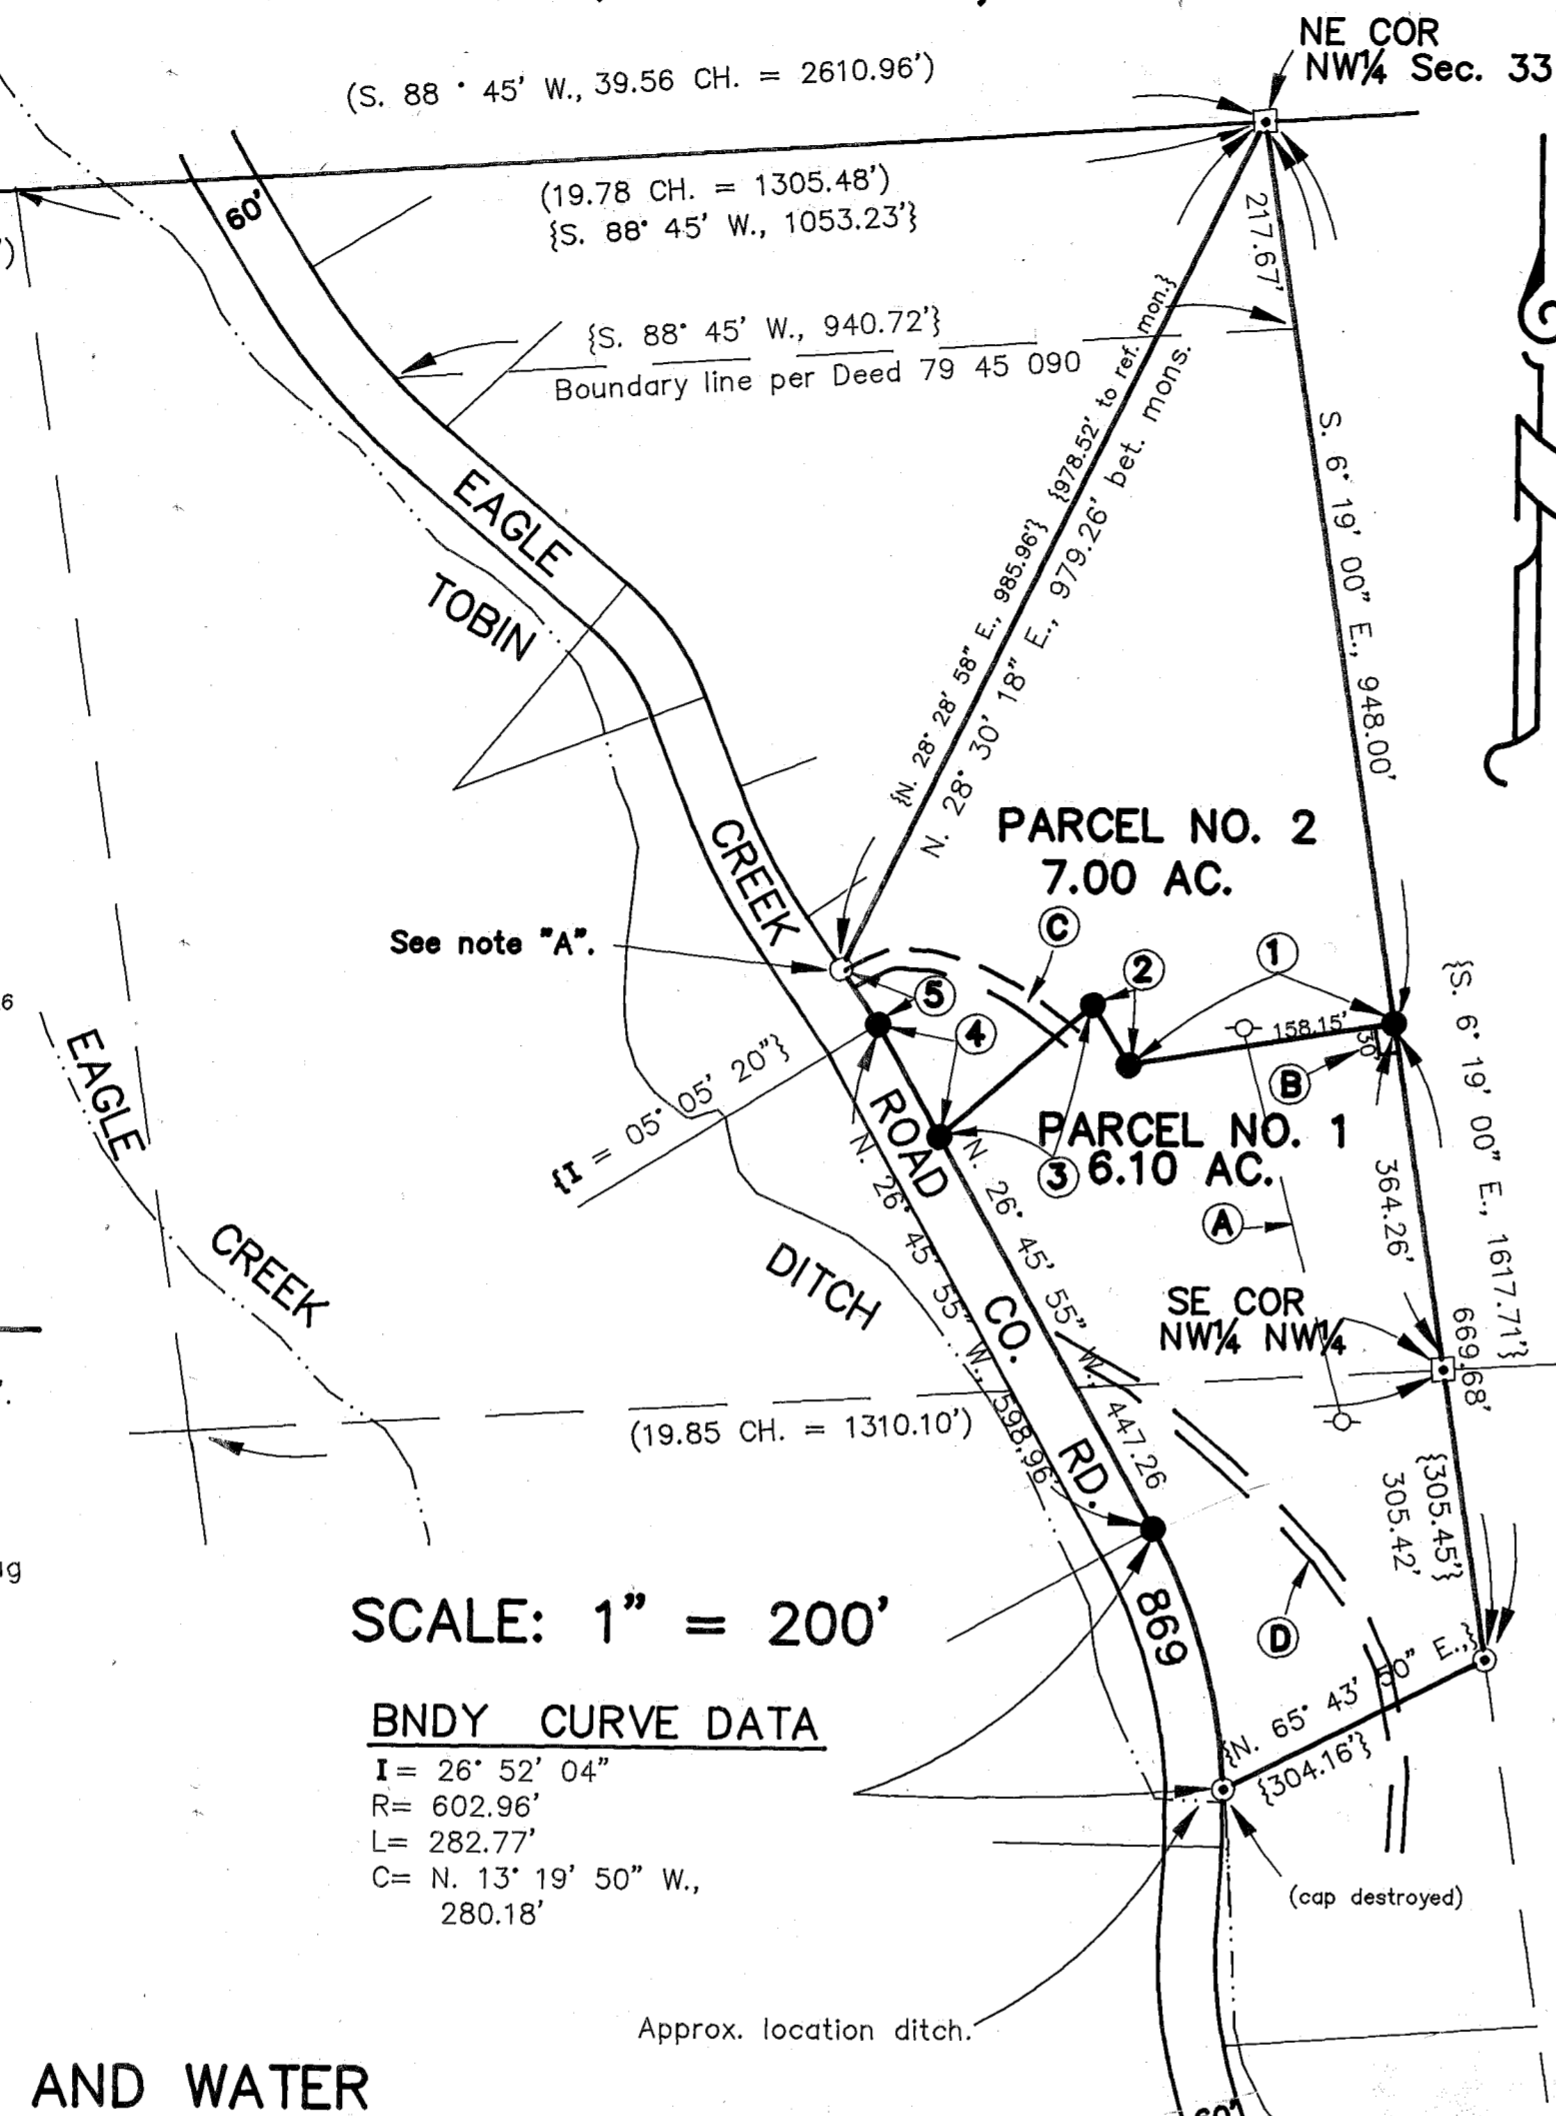 NE COR
NW¼ Sec. 33
(S. 88 ° 45' W., 39.56 CH. = 2610.96')
(19.78 CH. = 1305.48')
{S. 88° 45' W., 1053.23'}
60'
')
217.67'
{S. 88° 45' W., 940.72'}
Boundary line per Deed 79 45 090
{N. 28° 28' 58" E., 985.96'} {978.52' to ref. mon.}
N. 28° 30' 18" E., 979.26' bet. mons.
S. 6° 19' 00" E., 948.00'
EAGLE
TOBIN
CREEK
PARCEL NO. 2
7.00 AC.
See note "A".
C
2
1
5
4
158.15'
30'
B
{S. 6° 19' 00" E., 1617.71'}
6
EAGLE
{I = 05° 05' 20"}
ROAD
PARCEL NO. 1
3
6.10 AC.
N. 26° 45' 55" W., 598.96'
N. 26° 45' 55" W., 447.26
364.26'
A
CREEK
DITCH
CO.
SE COR
NW¼ NW¼
669.68'
(19.85 CH. = 1310.10')
RD.
{305.45'}
305.42'
SCALE: 1" = 200'
869
D
{N. 65° 43' 50" E.,}
{304.16'}
BNDY CURVE DATA
I= 26° 52' 04"
R= 602.96'
L= 282.77'
C= N. 13° 19' 50" W.,
280.18'
(cap destroyed)
Approx. location ditch.
AND WATER
60'